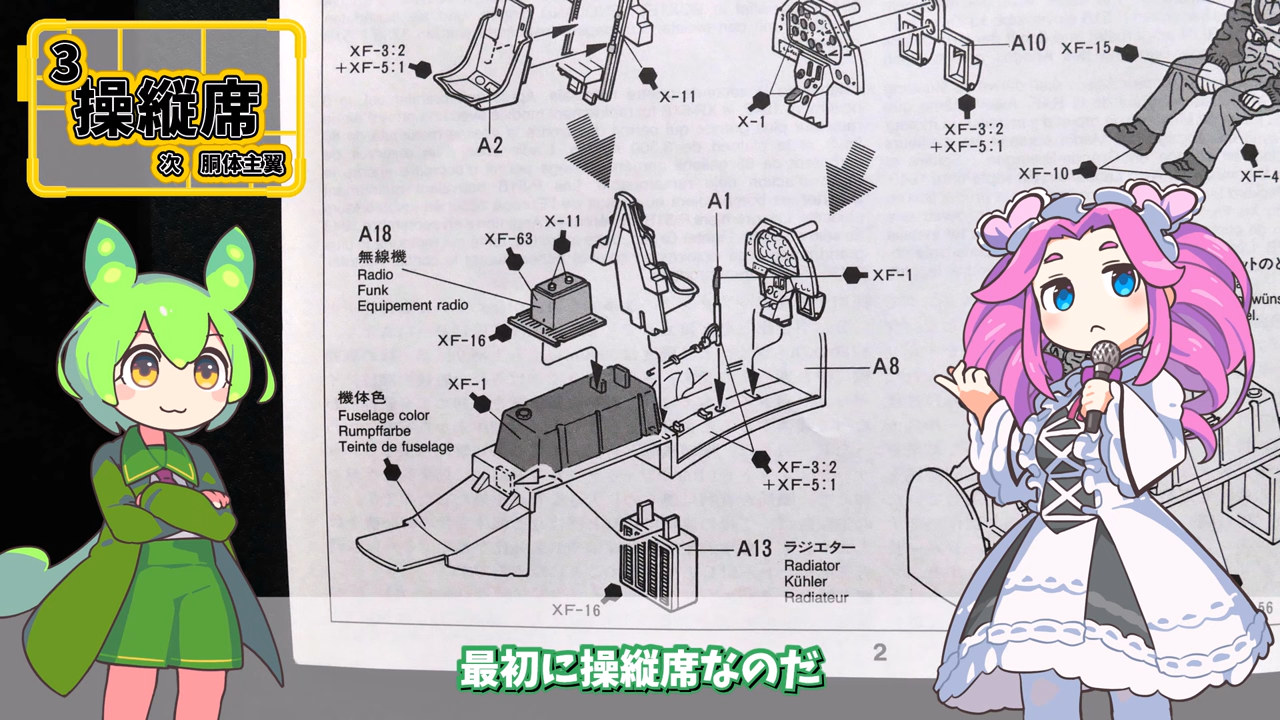 3
操縦席
次 胴体主翼
XF-3:2
+XF-5:1
A2
X-11
X-1
A10
XF-3:2
+XF-5:1
XF-15
XF-10
XF-4
A18
無線機
Radio
Funk
Equipement radio
XF-63
X-11
XF-16
A1
XF-1
A8
XF-1
機体色
Fuselage color
Rumpffarbe
Teinte de fuselage
XF-3:2
+XF-5:1
A13
ラジエター
Radiator
Kühler
Radiateur
XF-16
2
最初に操縦席なのだ